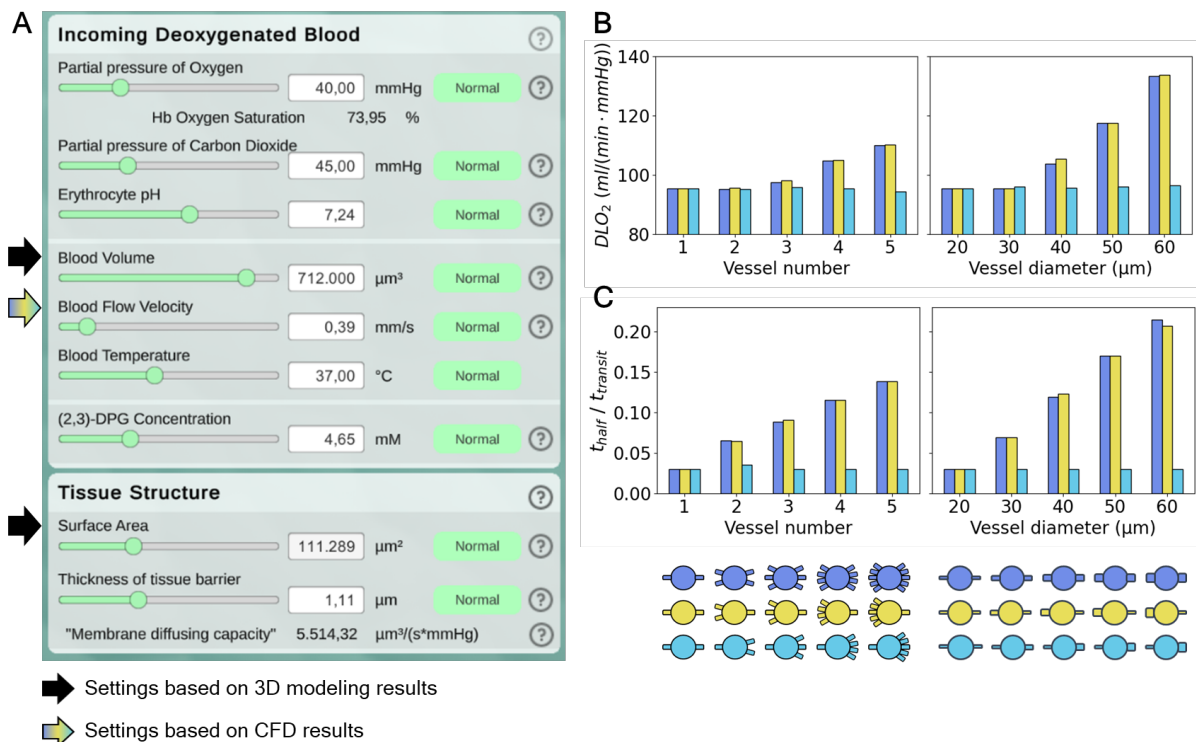 A
Incoming Deoxygenated Blood ?
Partial pressure of Oxygen
40,00 mmHg Normal ?
Hb Oxygen Saturation 73,95 %
Partial pressure of Carbon Dioxide
45,00 mmHg Normal ?
Erythrocyte pH
7,24 Normal ?
Blood Volume
712.000 µm³ Normal ?
Blood Flow Velocity
0,39 mm/s Normal ?
Blood Temperature
37,00 °C Normal
(2,3)-DPG Concentration
4,65 mM Normal ?
Tissue Structure ?
Surface Area
111.289 µm² Normal ?
Thickness of tissue barrier
1,11 µm Normal ?
"Membrane diffusing capacity" 5.514,32 µm³/(s*mmHg) ?
Settings based on 3D modeling results
Settings based on CFD results
B
DLO₂ (ml/(min · mmHg))
140
120
100
80
1 2 3 4 5
Vessel number
20 30 40 50 60
Vessel diameter (µm)
C
t_half / t_transit
0.20
0.15
0.10
0.05
0.00
1 2 3 4 5
Vessel number
20 30 40 50 60
Vessel diameter (µm)